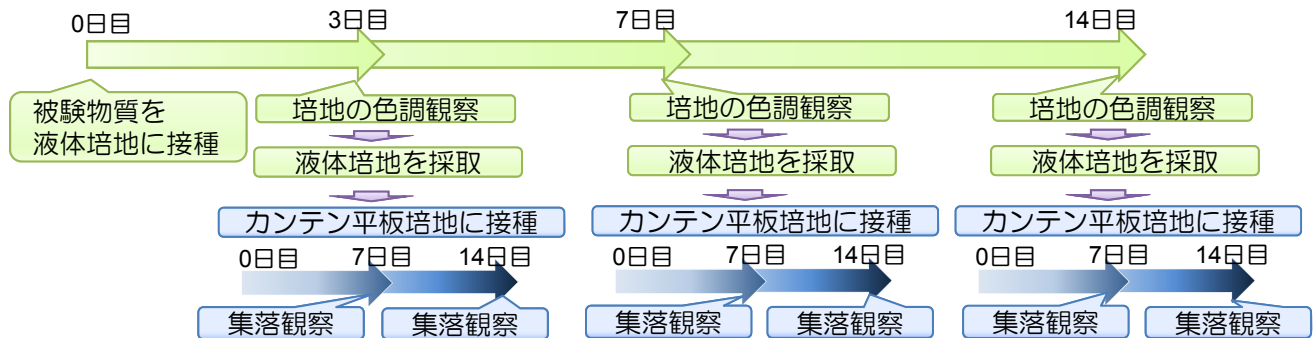 0日目
3日目
7日目
14日目
被験物質を
液体培地に接種
培地の色調観察
培地の色調観察
培地の色調観察
液体培地を採取
液体培地を採取
液体培地を採取
カンテン平板培地に接種
カンテン平板培地に接種
カンテン平板培地に接種
0日目
7日目
14日目
0日目
7日目
14日目
0日目
7日目
14日目
集落観察
集落観察
集落観察
集落観察
集落観察
集落観察